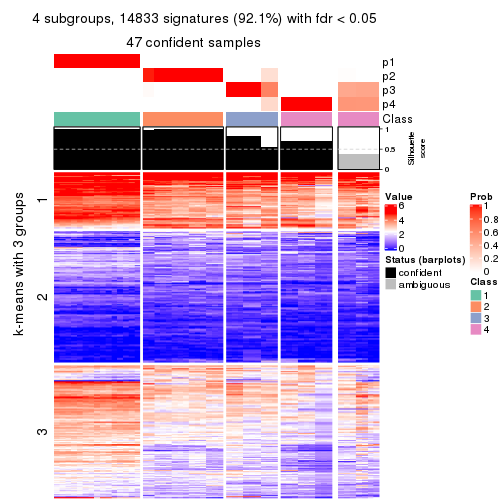 4 subgroups, 14833 signatures (92.1%) with fdr < 0.05
47 confident samples
p1
p2
p3
p4
Class
1
0.5
0
Silhouette
score
k-means with 3 groups
1
2
3
Value
6
4
2
0
Status (barplots)
confident
ambiguous
Prob
1
0.8
0.6
0.4
0.2
0
Class
1
2
3
4